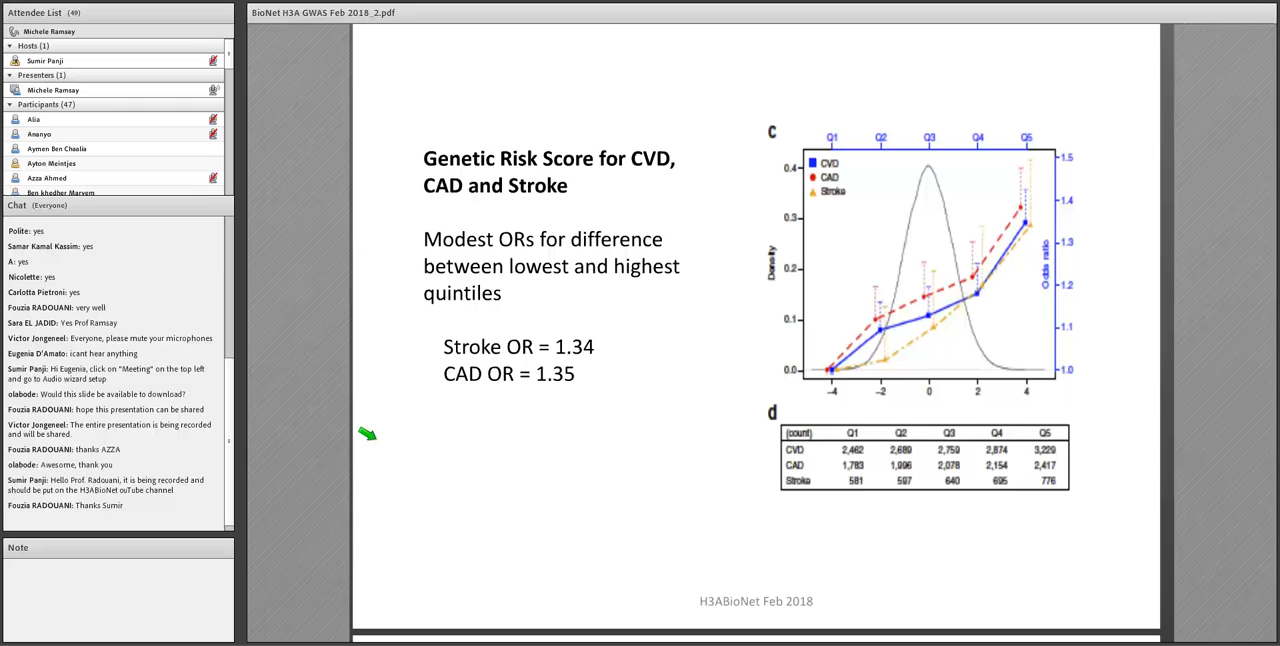 Attendee List (49)
Michele Ramsay
Hosts (1)
Sumir Panji
Presenters (1)
Michele Ramsay
Participants (47)
Alia
Ananyo
Aymen Ben Chaalia
Ayton Meintjes
Azza Ahmed
Ben khedher Maryem
Chat (Everyone)
Polite: yes
Samar Kamal Kassim: yes
A: yes
Nicolette: yes
Carlotta Pietroni: yes
Fouzia RADOUANI: very well
Sara EL JADID: Yes Prof Ramsay
Victor Jongeneel: Everyone, please mute your microphones
Eugenia D'Amato: icant hear anything
Sumir Panji: Hi Eugenia, click on "Meeting" on the top left
and go to Audio wizard setup
olabode: Would this slide be available to download?
Fouzia RADOUANI: hope this presentation can be shared
Victor Jongeneel: The entire presentation is being recorded
and will be shared.
Fouzia RADOUANI: thanks AZZA
olabode: Awesome, thank you
Sumir Panji: Hello Prof. Radouani, it is being recorded and
should be put on the H3ABioNet ouTube channel
Fouzia RADOUANI: Thanks Sumir
Note
BioNet H3A GWAS Feb 2018_2.pdf
Genetic Risk Score for CVD,
CAD and Stroke
Modest ORs for difference
between lowest and highest
quintiles
Stroke OR = 1.34
CAD OR = 1.35
c
Q1 Q2 Q3 Q4 Q5
CVD
CAD
Stroke
0.4
0.3
0.2
0.1
0.0
Density
1.5
1.4
1.3
1.2
1.1
1.0
Odds ratio
−4 −2 0 2 4
d
(count) Q1 Q2 Q3 Q4 Q5
CVD 2,462 2,689 2,759 2,874 3,229
CAD 1,783 1,996 2,078 2,154 2,417
Stroke 581 597 640 695 776
H3ABioNet Feb 2018